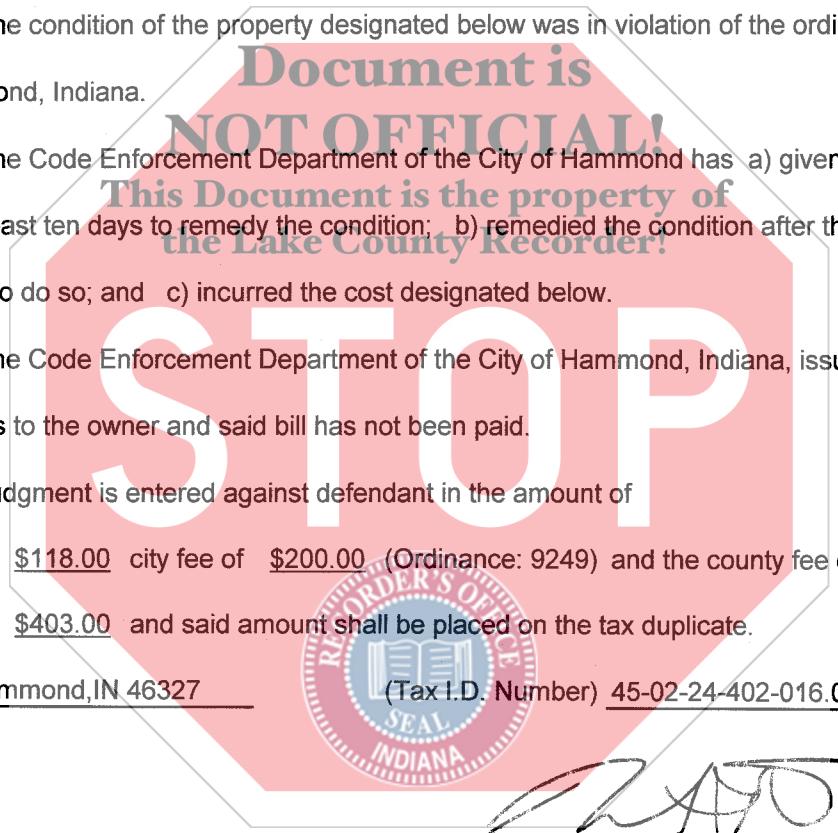 ne condition of the property designated below was in violation of the ordi
Document is
ond, Indiana.
NOT OFFICIAL!
ne Code Enforcement Department of the City of Hammond has a) given
This Document is the property of
ast ten days to remedy the condition; b) remedied the condition after th
the Lake County Recorder!
o do so; and c) incurred the cost designated below.
STOP
ne Code Enforcement Department of the City of Hammond, Indiana, issu
s to the owner and said bill has not been paid.
dgment is entered against defendant in the amount of
$118.00 city fee of $200.00 (Ordinance: 9249) and the county fee
$403.00 and said amount shall be placed on the tax duplicate.
mmond,IN 46327 (Tax I.D. Number) 45-02-24-402-016.0
RECORDER'S OFFICE
SEAL
INDIANA